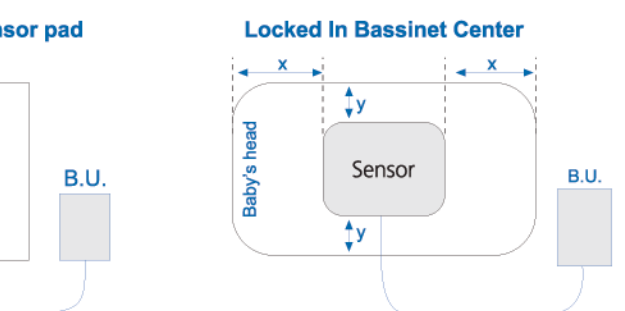 sor pad
Locked In Bassinet Center
x
x
y
Baby's head
Sensor
B.U.
B.U.
y